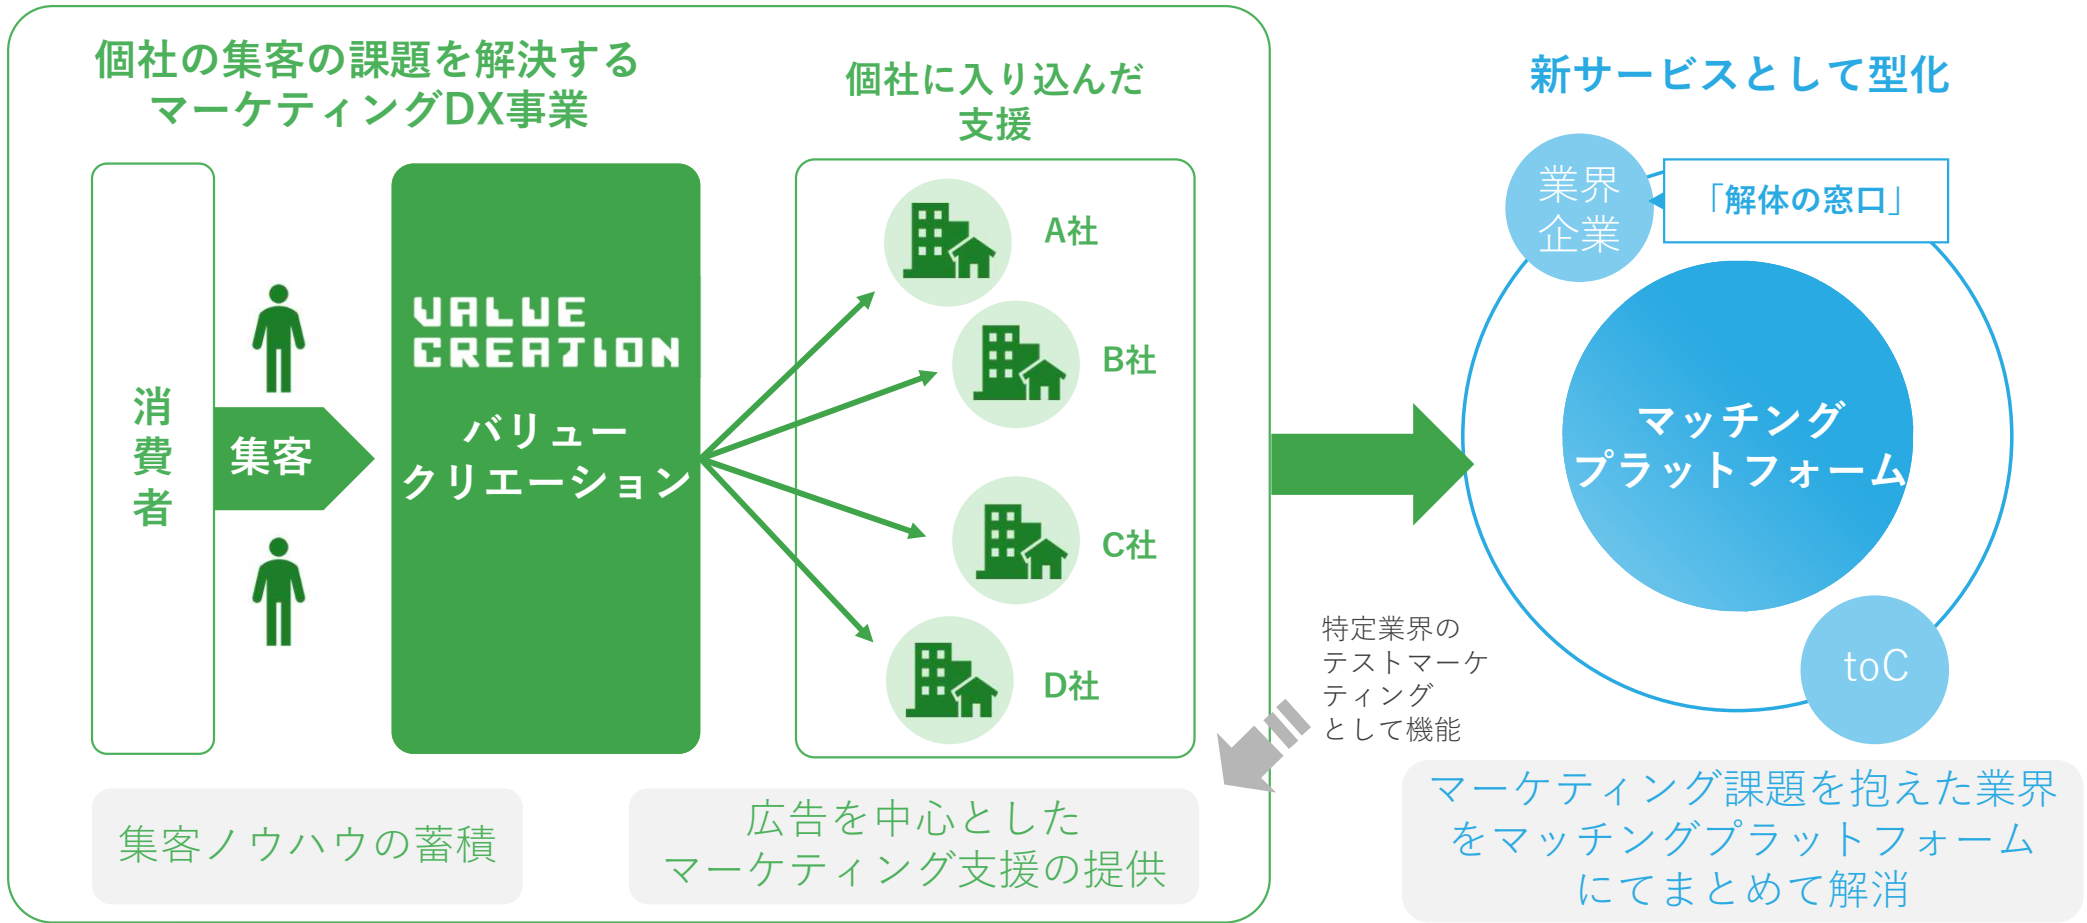 個社の集客の課題を解決する
マーケティングDX事業
個社に入り込んだ
支援
消費者
集客
VALUE
CREATION
バリュー
クリエーション
A社
B社
C社
D社
集客ノウハウの蓄積
広告を中心とした
マーケティング支援の提供
新サービスとして型化
業界
企業
「解体の窓口」
マッチング
プラットフォーム
toC
特定業界の
テストマーケ
ティング
として機能
マーケティング課題を抱えた業界
をマッチングプラットフォーム
にてまとめて解消